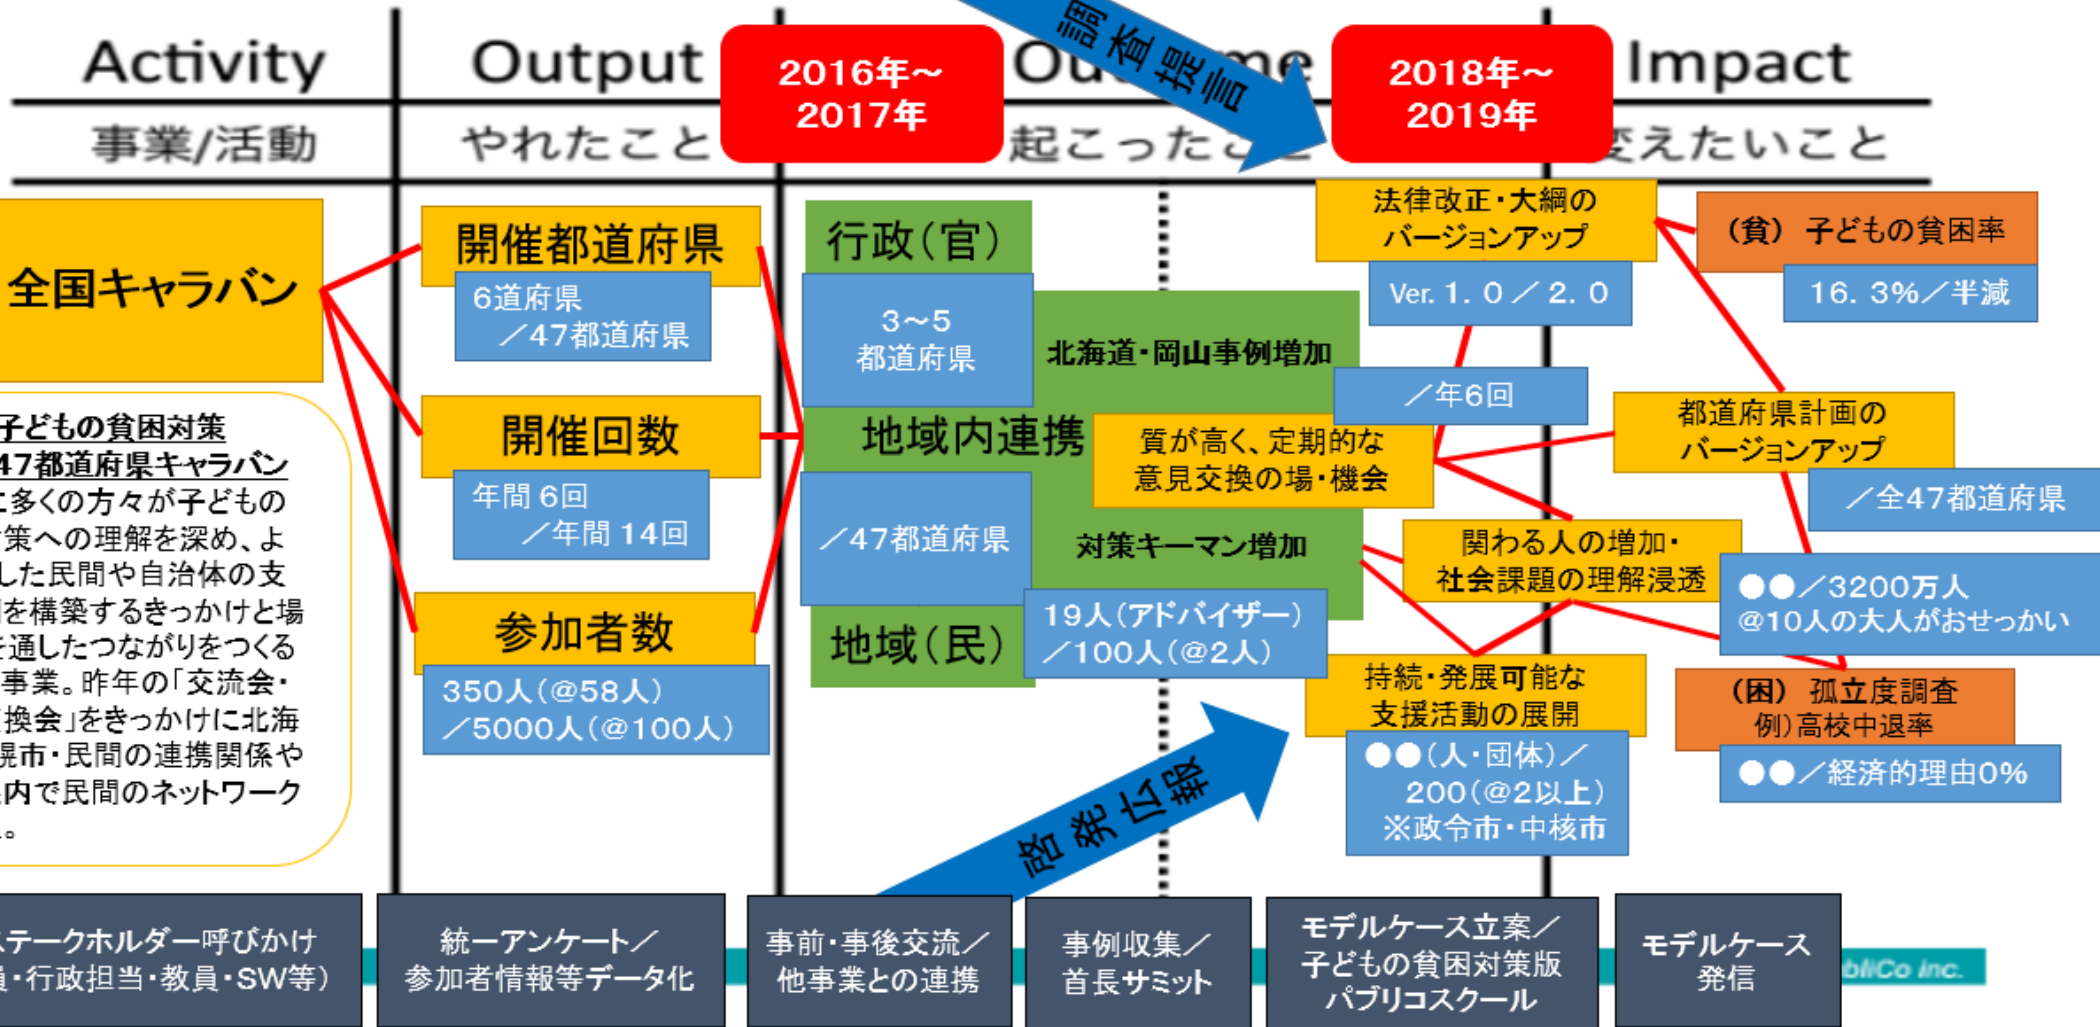 Activity
Output
2016年～
2017年
調査提言
2018年～
2019年
Impact
事業/活動
やれたこと
起こったこと
変えたいこと
全国キャラバン
開催都道府県
6道府県
／47都道府県
開催回数
年間 6回
／年間 14回
参加者数
350人（@58人）
／5000人（@100人）
行政（官）
3～5
都道府県
北海道・岡山事例増加
地域内連携
質が高く、定期的な
意見交換の場・機会
／47都道府県
対策キーマン増加
地域（民）
19人（アドバイザー）
／100人（@2人）
法律改正・大綱の
バージョンアップ
Ver. 1. 0 ／ 2. 0
／年6回
関わる人の増加・
社会課題の理解浸透
持続・発展可能な
支援活動の展開
●●（人・団体）／
200（@2以上）
※政令市・中核市
（貧） 子どもの貧困率
16. 3%／半減
都道府県計画の
バージョンアップ
／全47都道府県
●●／3200万人
@10人の大人がおせっかい
（困） 孤立度調査
例）高校中退率
●●／経済的理由0%
子どもの貧困対策
47都道府県キャラバン
多くの方々が子どもの
策への理解を深め、よ
した民間や自治体の支
を構築するきっかけと場
通したつながりをつくる
事業。昨年の「交流会・
換会」をきっかけに北海
幌市・民間の連携関係や
内で民間のネットワーク
。
啓発広報
ステークホルダー呼びかけ
・行政担当・教員・SW等）
統一アンケート／
参加者情報等データ化
事前・事後交流／
他事業との連携
事例収集／
首長サミット
モデルケース立案／
子どもの貧困対策版
パブリコスクール
モデルケース
発信
bliCo inc.